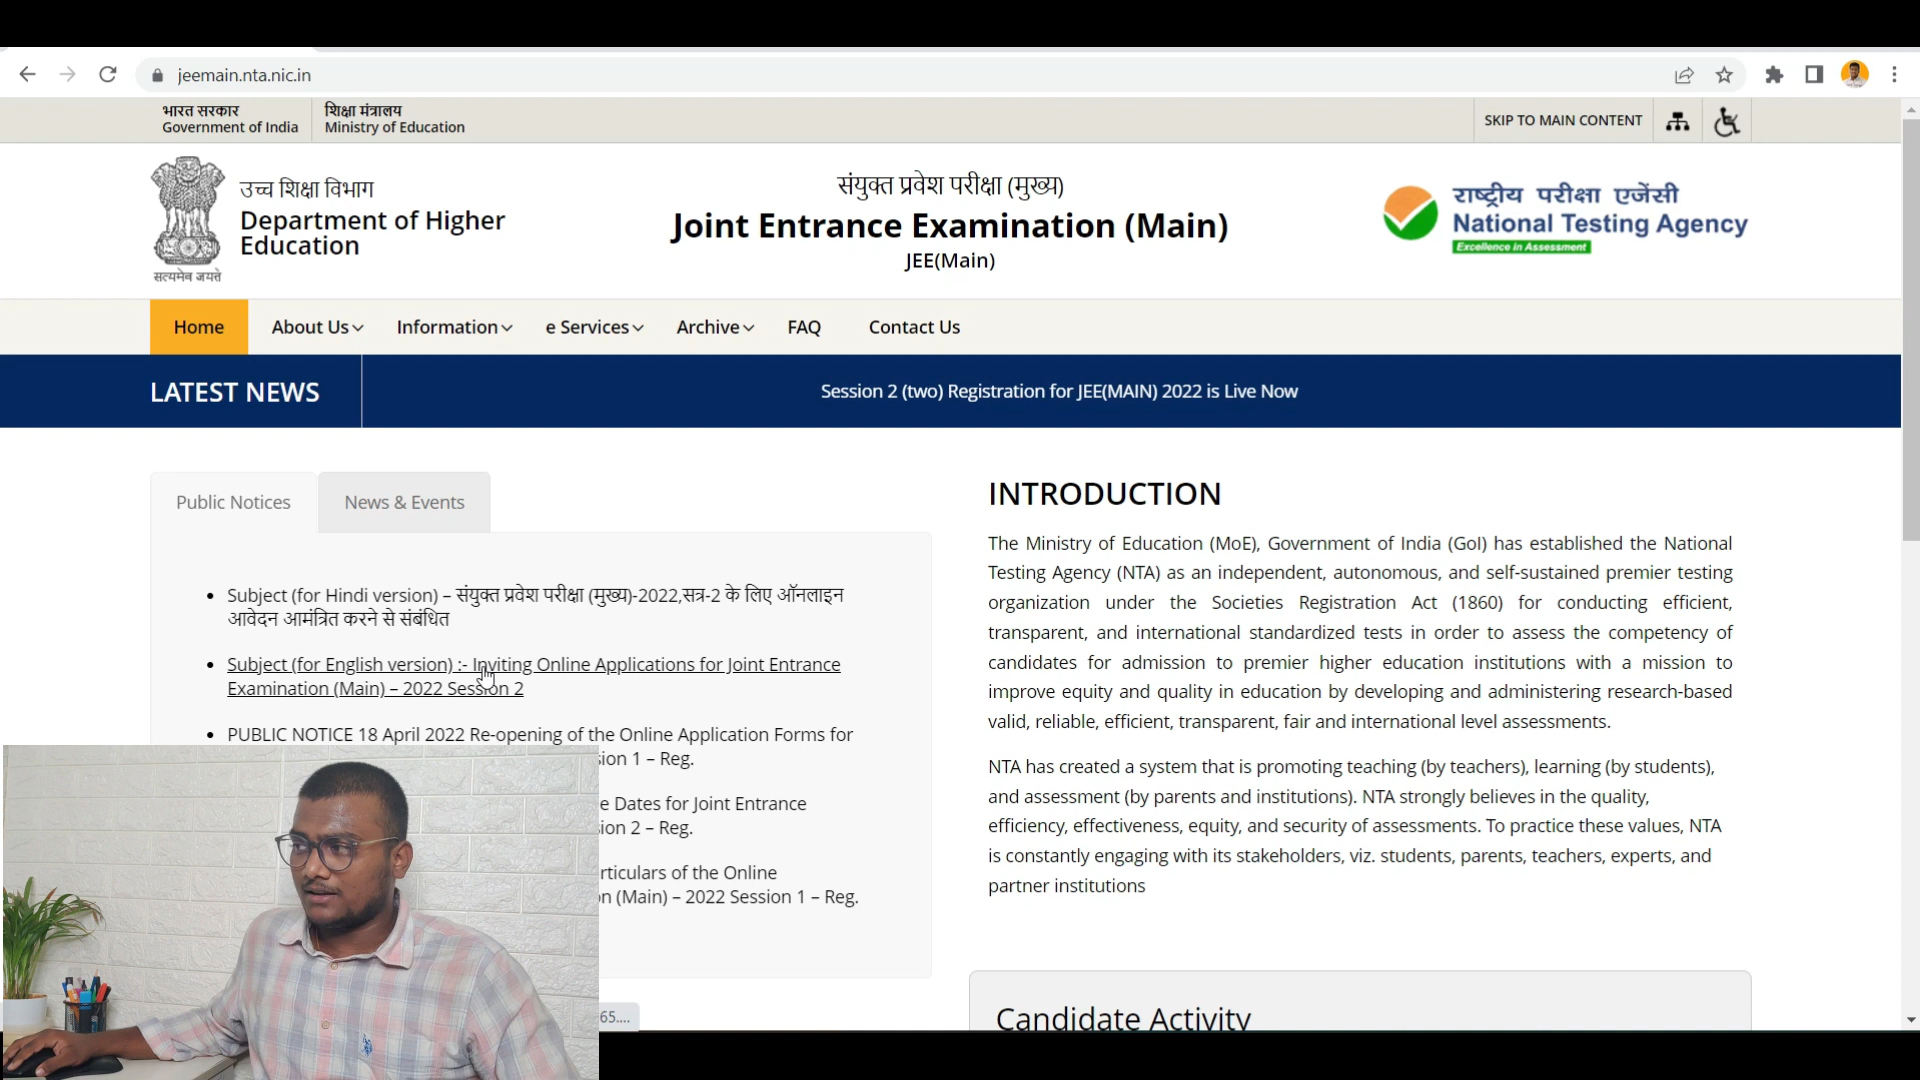 jeemain.nta.nic.in
भारत सरकार
Government of India
शिक्षा मंत्रालय
Ministry of Education
SKIP TO MAIN CONTENT
सत्यमेव जयते
उच्च शिक्षा विभाग
Department of Higher
Education
संयुक्त प्रवेश परीक्षा (मुख्य)
Joint Entrance Examination (Main)
JEE(Main)
राष्ट्रीय परीक्षा एजेंसी
National Testing Agency
Excellence in Assessment
Home About Us Information e Services Archive FAQ Contact Us
LATEST NEWS
Session 2 (two) Registration for JEE(MAIN) 2022 is Live Now
Public Notices
News & Events
Subject (for Hindi version) – संयुक्त प्रवेश परीक्षा (मुख्य)-2022,सत्र-2 के लिए ऑनलाइन
आवेदन आमंत्रित करने से संबंधित
Subject (for English version) :- Inviting Online Applications for Joint Entrance
Examination (Main) – 2022 Session 2
PUBLIC NOTICE 18 April 2022 Re-opening of the Online Application Forms for
ion 1 – Reg.
e Dates for Joint Entrance
ion 2 – Reg.
rticulars of the Online
n (Main) – 2022 Session 1 – Reg.
65....
INTRODUCTION
The Ministry of Education (MoE), Government of India (GoI) has established the National
Testing Agency (NTA) as an independent, autonomous, and self-sustained premier testing
organization under the Societies Registration Act (1860) for conducting efficient,
transparent, and international standardized tests in order to assess the competency of
candidates for admission to premier higher education institutions with a mission to
improve equity and quality in education by developing and administering research-based
valid, reliable, efficient, transparent, fair and international level assessments.
NTA has created a system that is promoting teaching (by teachers), learning (by students),
and assessment (by parents and institutions). NTA strongly believes in the quality,
efficiency, effectiveness, equity, and security of assessments. To practice these values, NTA
is constantly engaging with its stakeholders, viz. students, parents, teachers, experts, and
partner institutions
Candidate Activity